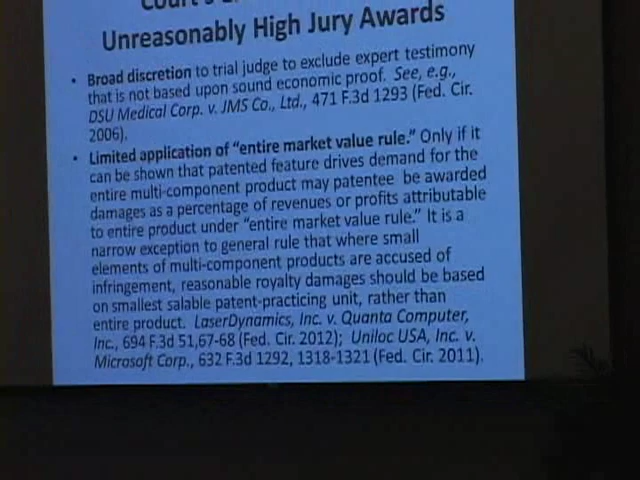 Court's
Unreasonably High Jury Awards
• Broad discretion to trial judge to exclude expert testimony
that is not based upon sound economic proof. See, e.g.,
DSU Medical Corp. v. JMS Co., Ltd., 471 F.3d 1293 (Fed. Cir.
2006).
• Limited application of "entire market value rule." Only if it
can be shown that patented feature drives demand for the
entire multi-component product may patentee be awarded
damages as a percentage of revenues or profits attributable
to entire product under "entire market value rule." It is a
narrow exception to general rule that where small
elements of multi-component products are accused of
infringement, reasonable royalty damages should be based
on smallest salable patent-practicing unit, rather than
entire product. LaserDynamics, Inc. v. Quanta Computer,
Inc., 694 F.3d 51,67-68 (Fed. Cir. 2012); Uniloc USA, Inc. v.
Microsoft Corp., 632 F.3d 1292, 1318-1321 (Fed. Cir. 2011).